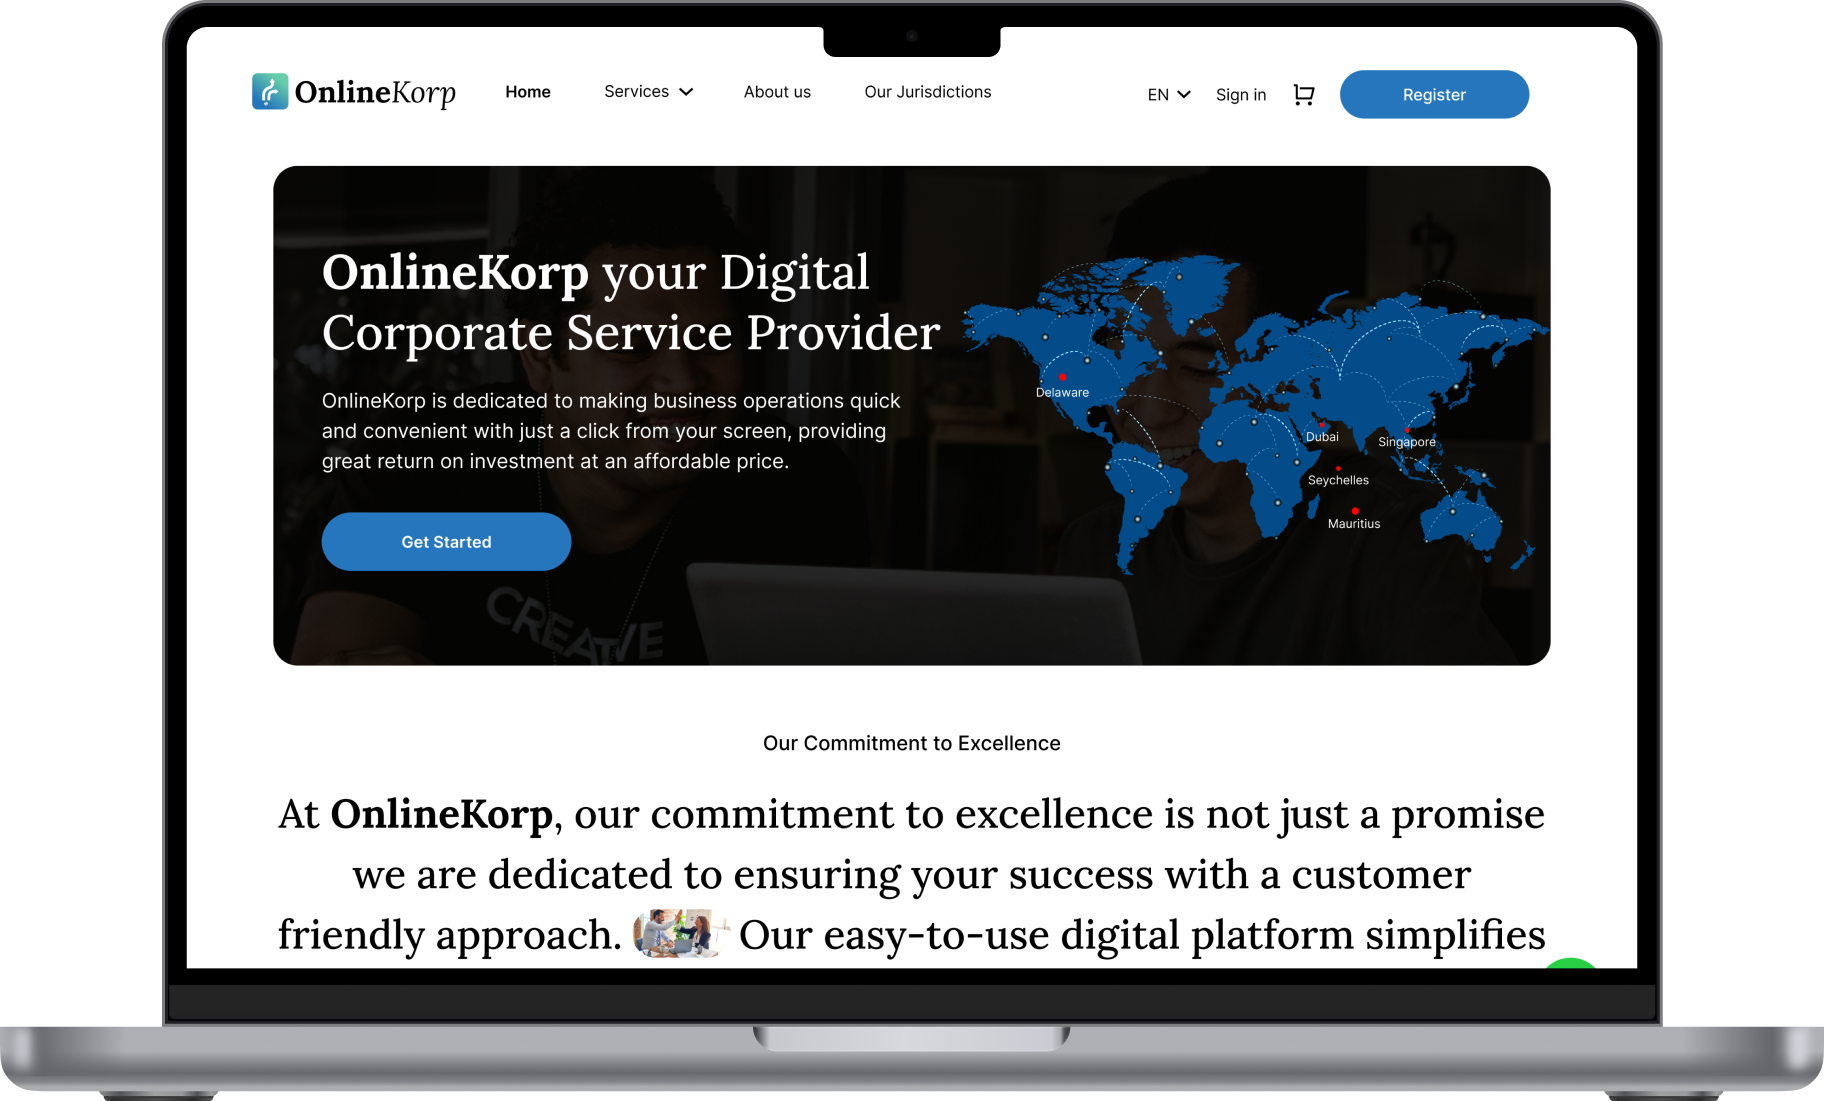 OnlineKorp
Home
Services
About us
Our Jurisdictions
EN
Sign in
Register
OnlineKorp your Digital
Corporate Service Provider
OnlineKorp is dedicated to making business operations quick
and convenient with just a click from your screen, providing
great return on investment at an affordable price.
Get Started
Delaware
Dubai
Singapore
Seychelles
Mauritius
CREATIVE
Our Commitment to Excellence
At OnlineKorp, our commitment to excellence is not just a promise
we are dedicated to ensuring your success with a customer
friendly approach. Our easy-to-use digital platform simplifies